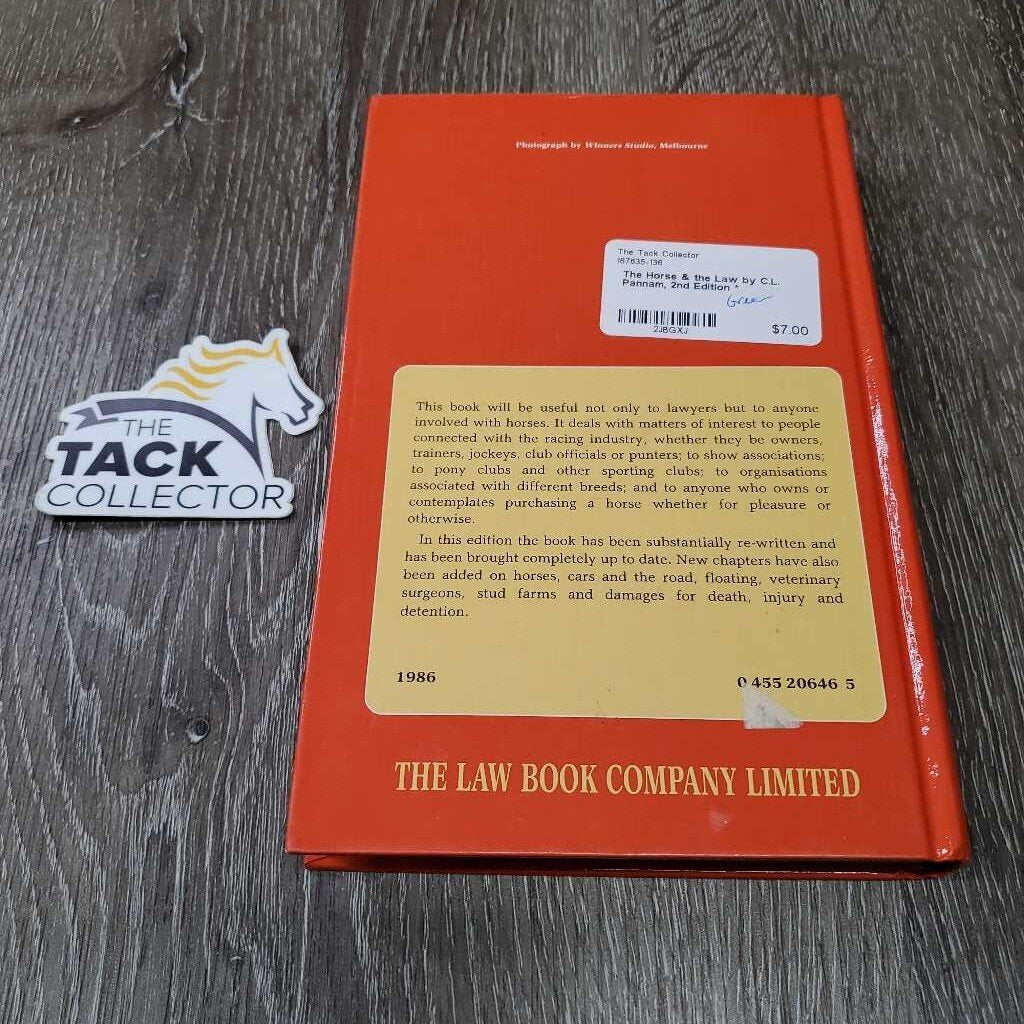 Photograph by Winners Studio, Melbourne
The Tack Collector
167635-136
The Horse & the Law by C.L.
Pannam, 2nd Edition *
Green
2JBGXJ
$7.00
THE
TACK
COLLECTOR
This book will be useful not only to lawyers but to anyone
involved with horses. It deals with matters of interest to people
connected with the racing industry, whether they be owners,
trainers, jockeys, club officials or punters; to show associations;
to pony clubs and other sporting clubs; to organisations
associated with different breeds; and to anyone who owns or
contemplates purchasing a horse whether for pleasure or
otherwise.
In this edition the book has been substantially re-written and
has been brought completely up to date. New chapters have also
been added on horses, cars and the road, floating, veterinary
surgeons, stud farms and damages for death, injury and
detention.
1986
0 455 20646 5
THE LAW BOOK COMPANY LIMITED